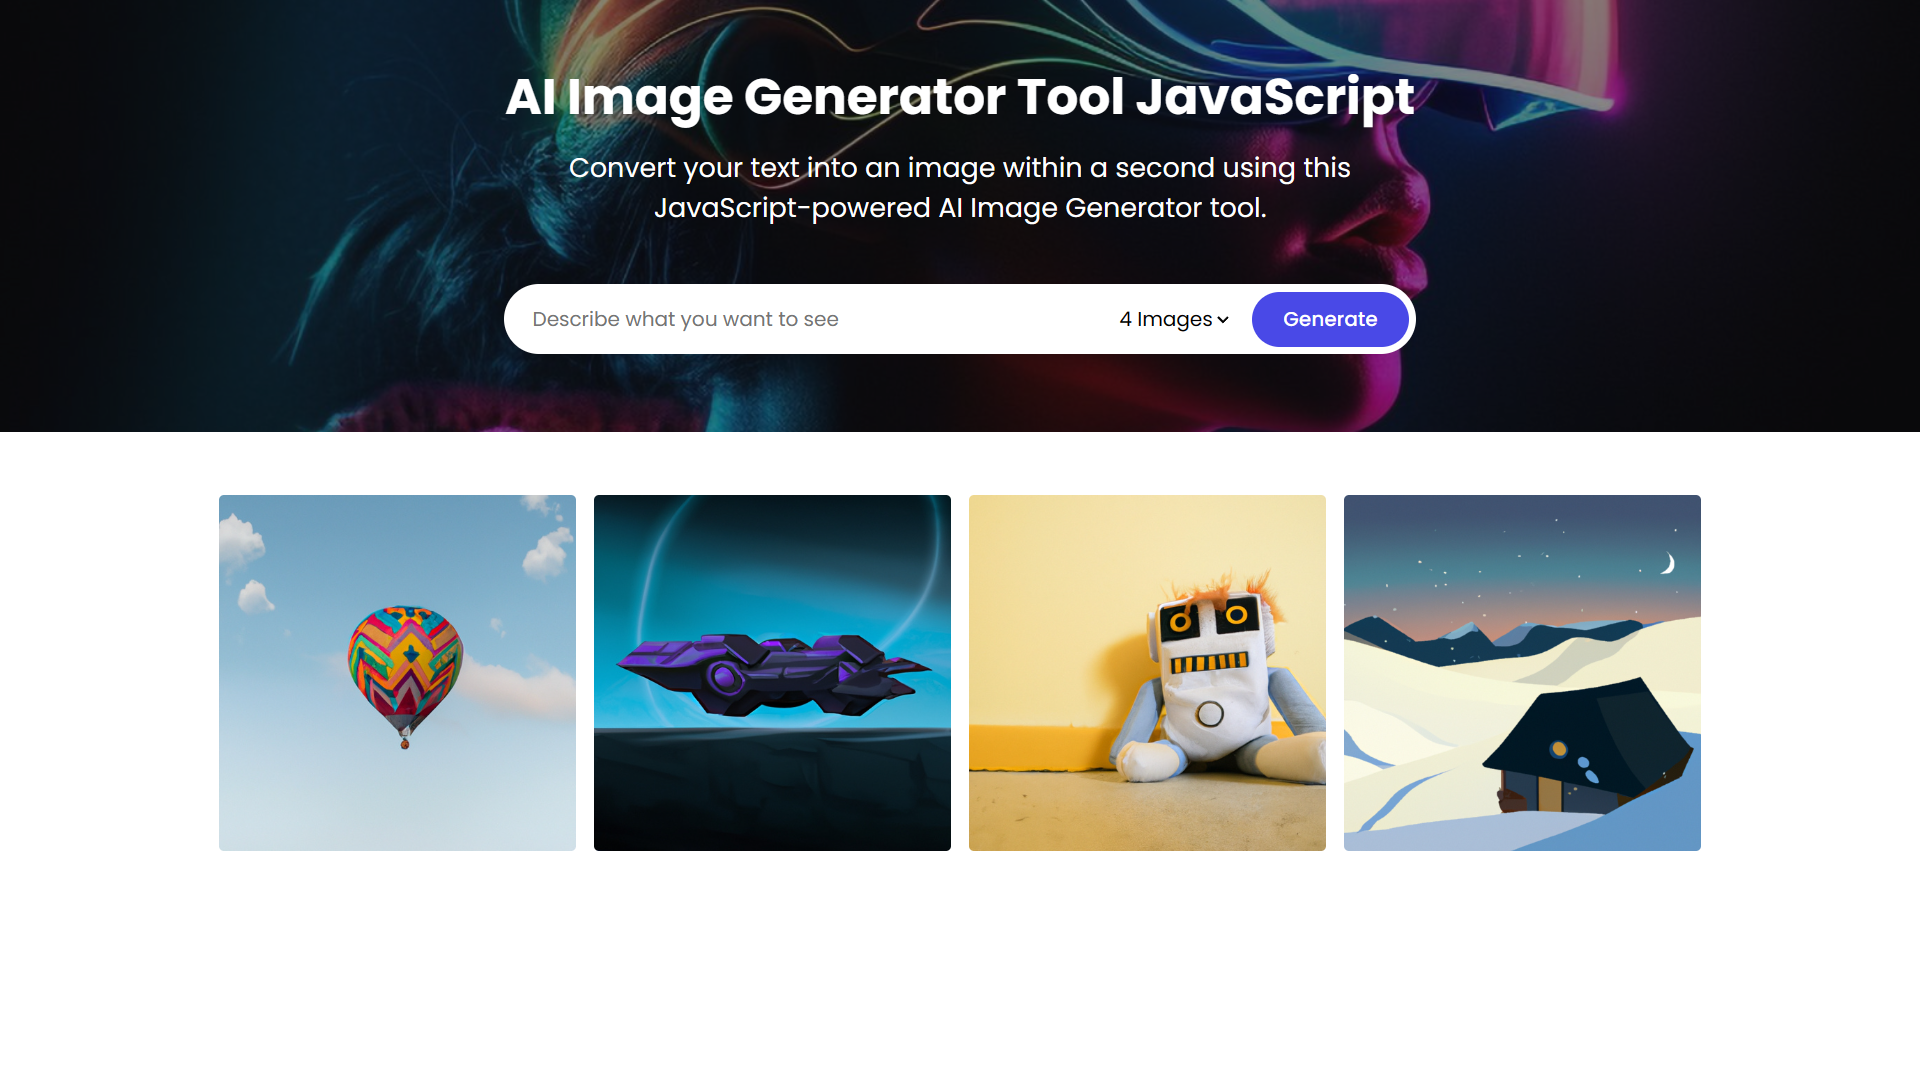 AI Image Generator Tool JavaScript
Convert your text into an image within a second using this
JavaScript-powered AI Image Generator tool.
Describe what you want to see
4 Images
Generate